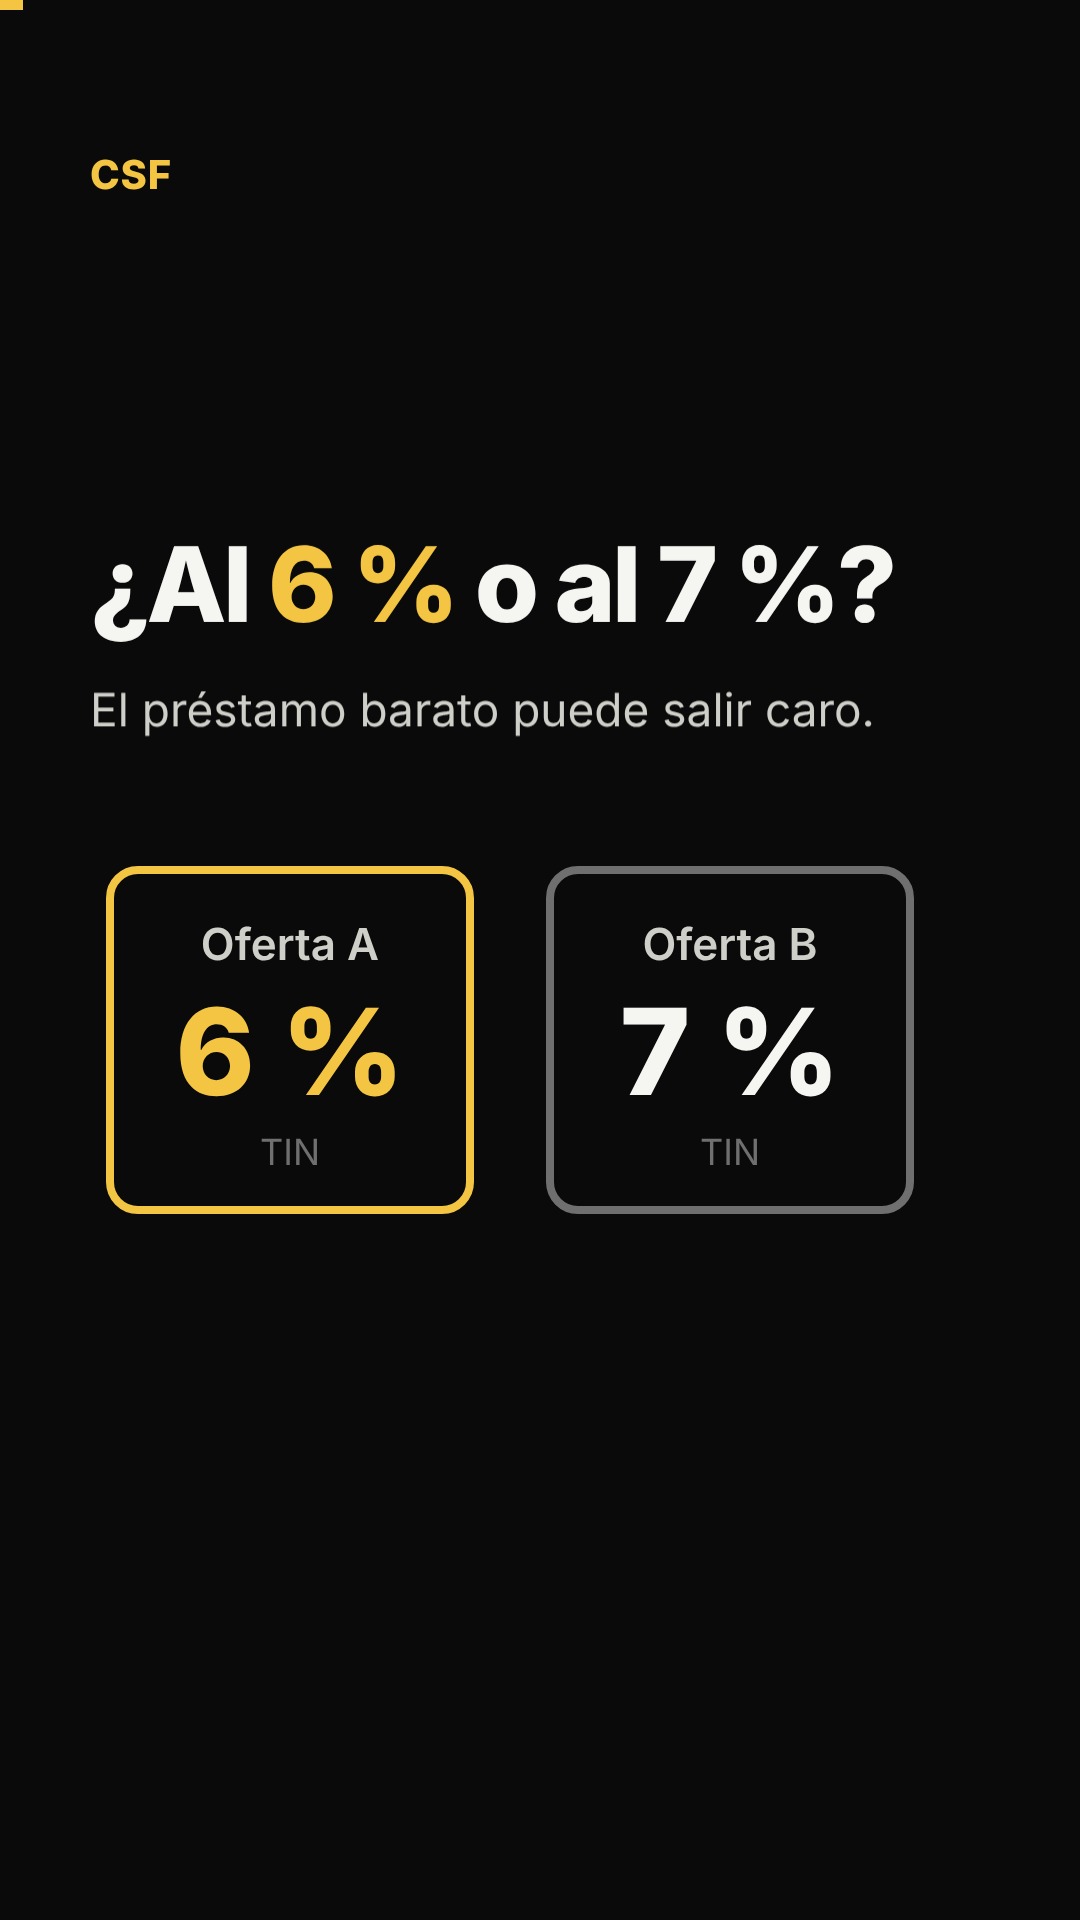 CSF
¿Al 6 % o al 7 %?
El préstamo barato puede salir caro.
Oferta A
6 %
TIN
Oferta B
7 %
TIN